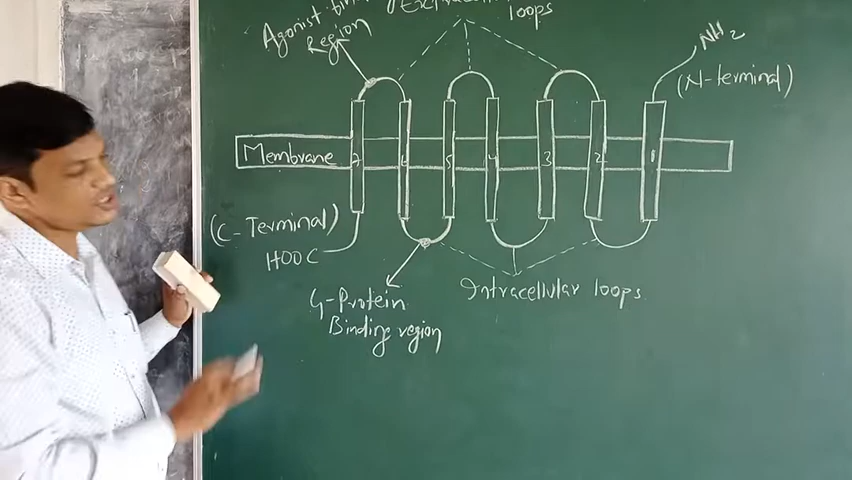 Agonist
Region
loops
NH2
(N-terminal)
Membrane 7 6 5 4 3 2 1
(C-Terminal)
HOOC
G-Protein
Binding region
Intracellular loops